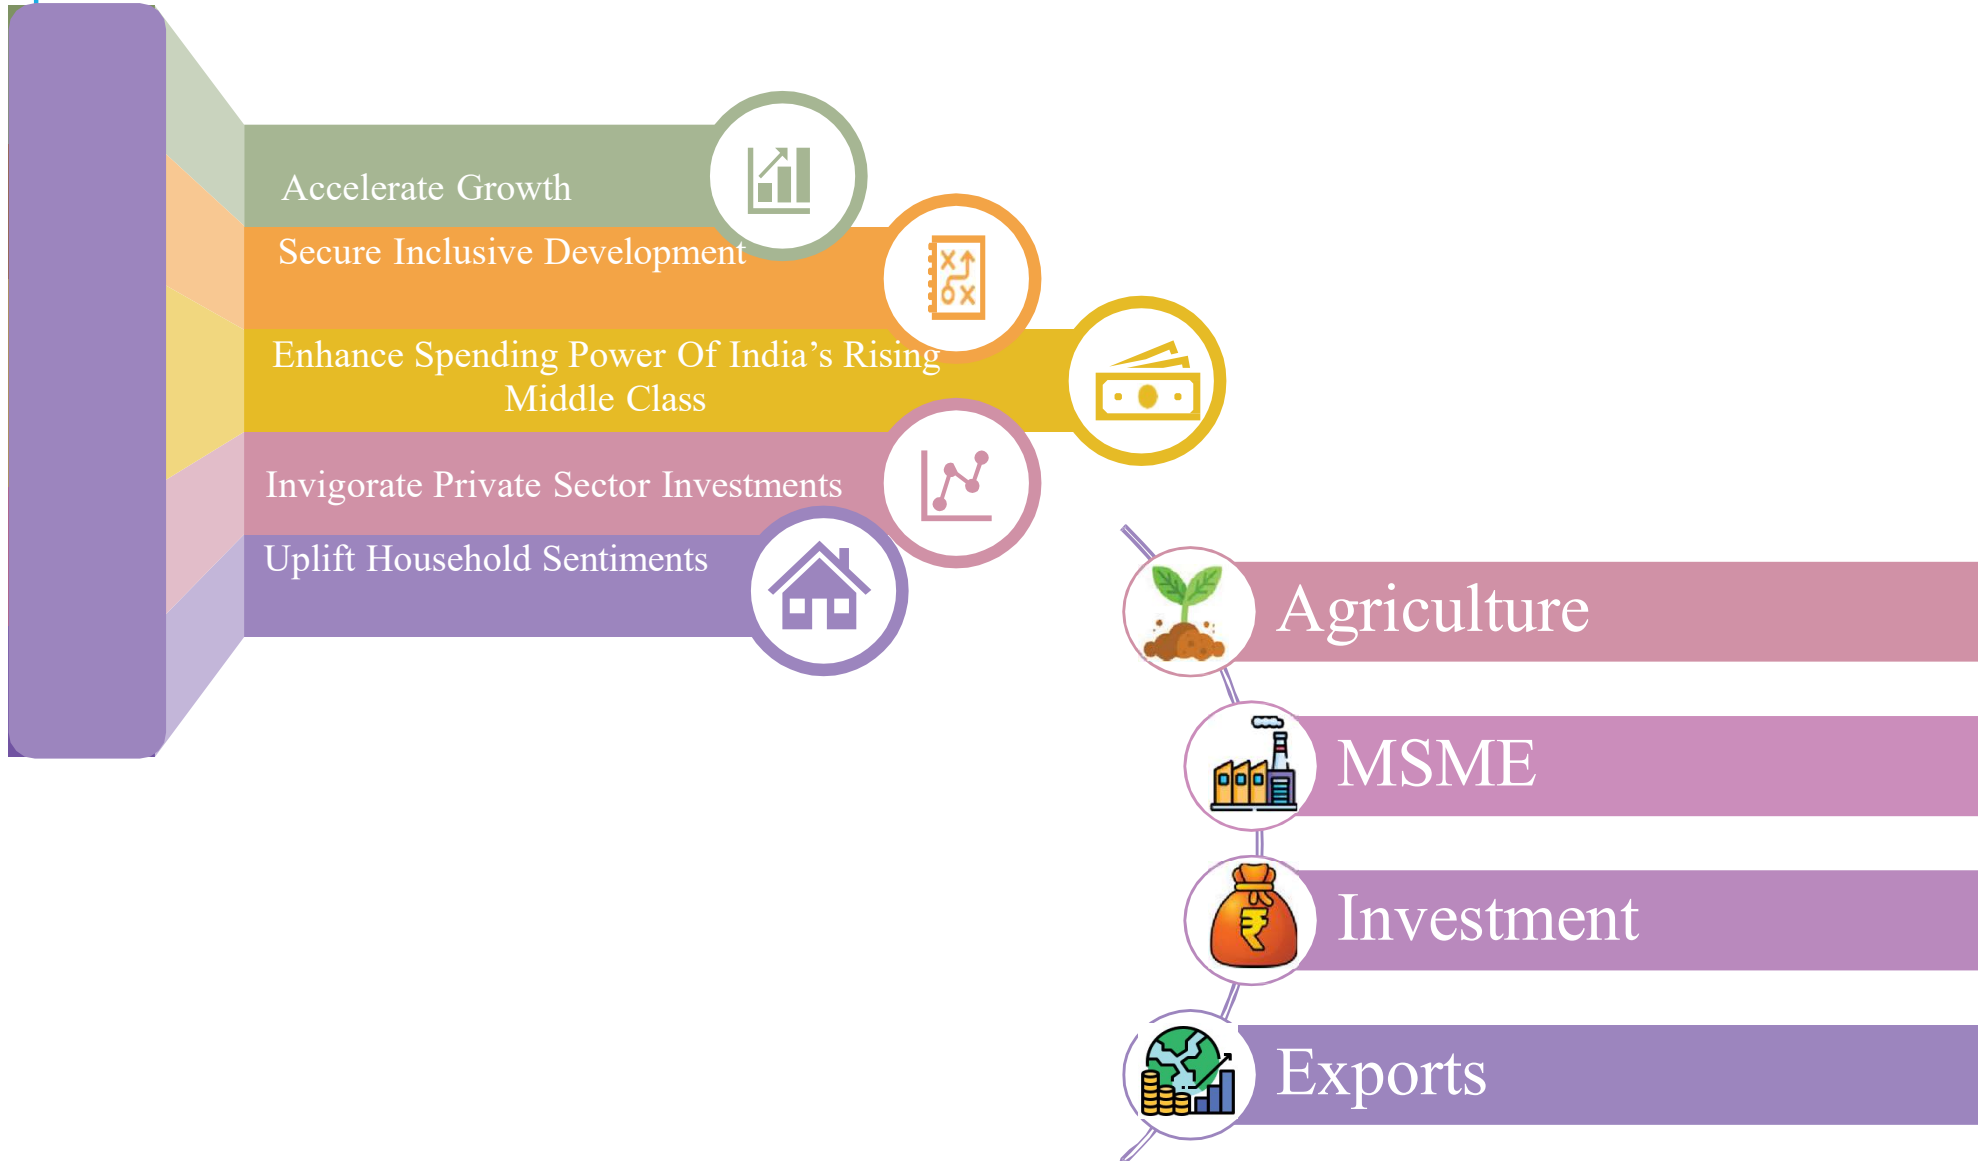 Accelerate Growth
Secure Inclusive Development
Enhance Spending Power Of India’s Rising
Middle Class
Invigorate Private Sector Investments
Uplift Household Sentiments
Agriculture
MSME
Investment
Exports